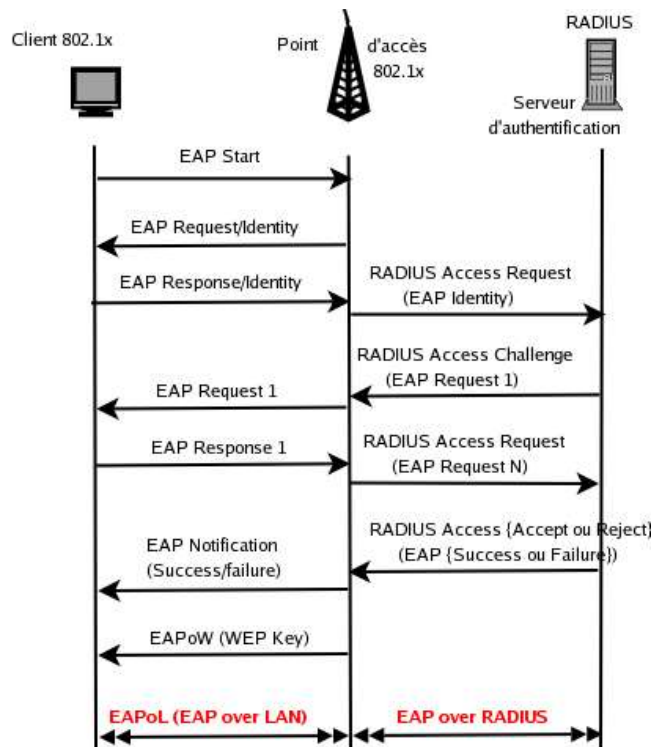 Client 802.1x
Point
d'accès
802.1x
RADIUS
Serveur
d'authentification
EAP Start
EAP Request/Identity
EAP Response/Identity
RADIUS Access Request
(EAP Identity)
RADIUS Access Challenge
(EAP Request 1)
EAP Request 1
EAP Response 1
RADIUS Access Request
(EAP Request N)
RADIUS Access {Accept ou Reject}
(EAP {Success ou Failure})
EAP Notification
(Success/failure)
EAPoW (WEP Key)
EAPoL (EAP over LAN)
EAP over RADIUS